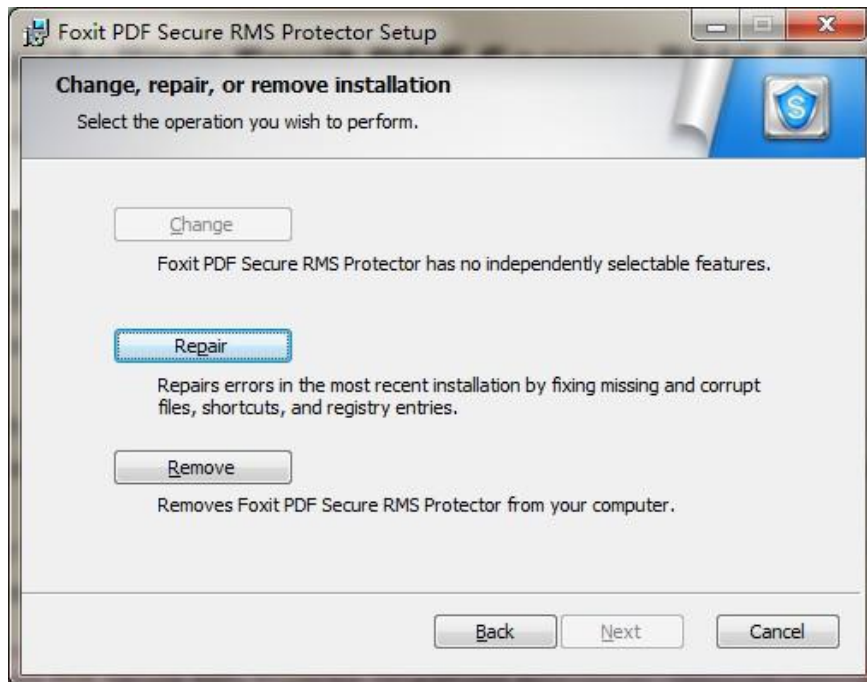 Foxit PDF Secure RMS Protector Setup
Change, repair, or remove installation
Select the operation you wish to perform.
S
Change
Foxit PDF Secure RMS Protector has no independently selectable features.
Repair
Repairs errors in the most recent installation by fixing missing and corrupt
files, shortcuts, and registry entries.
Remove
Removes Foxit PDF Secure RMS Protector from your computer.
Back
Next
Cancel